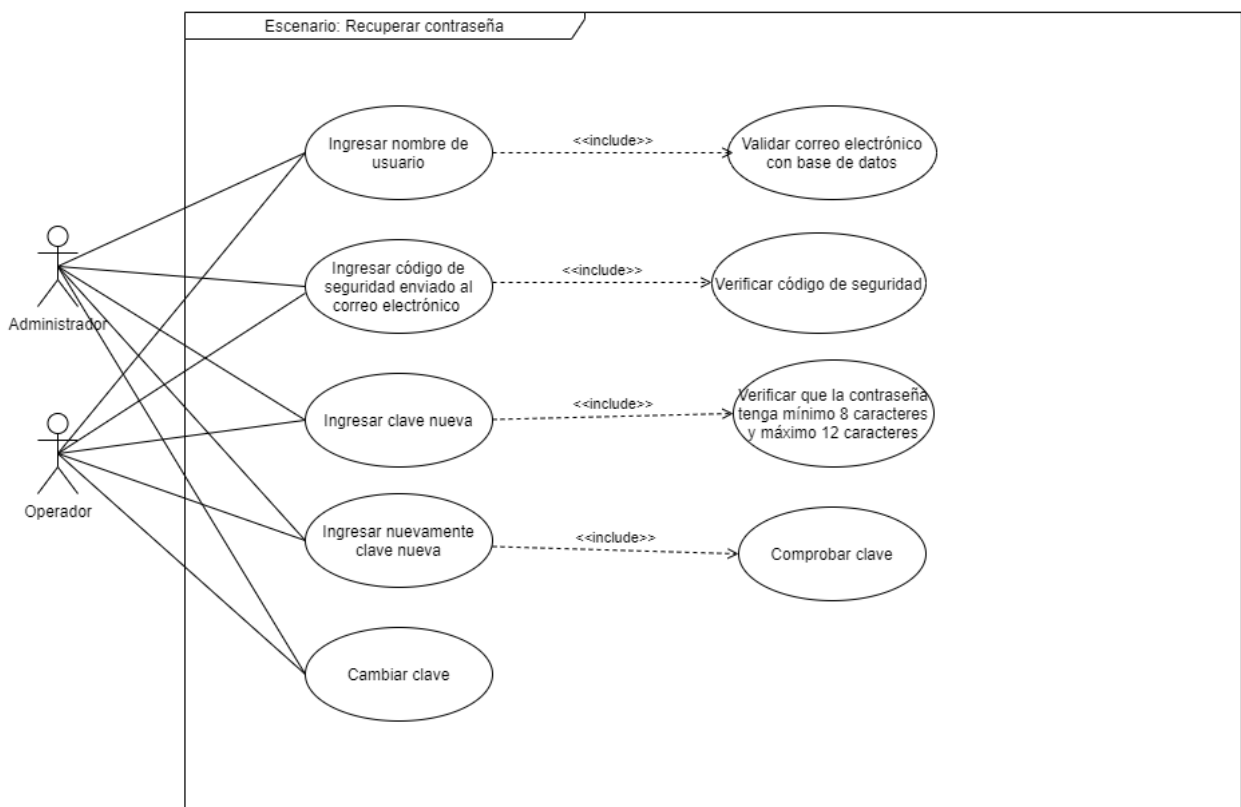 Escenario: Recuperar contraseña
Ingresar nombre de
usuario
<<include>>
Validar correo electrónico
con base de datos
Administrador
Ingresar código de
seguridad enviado al
correo electrónico
<<include>>
Verificar código de seguridad
Ingresar clave nueva
<<include>>
Verificar que la contraseña
tenga mínimo 8 caracteres
y máximo 12 caracteres
Operador
Ingresar nuevamente
clave nueva
<<include>>
Comprobar clave
Cambiar clave